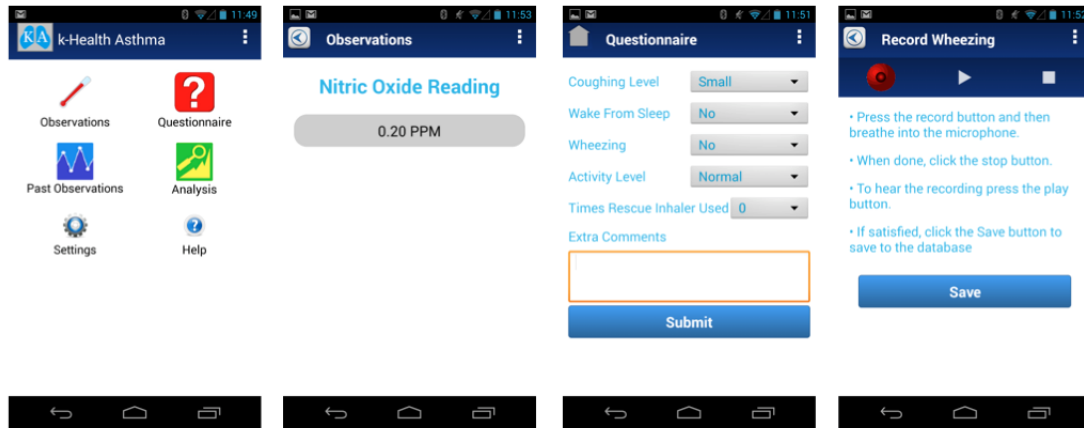 11:49
KA k-Health Asthma
Observations Questionnaire
Past Observations Analysis
Settings Help
11:53
Observations
Nitric Oxide Reading
0.20 PPM
11:51
Questionnaire
Coughing Level Small
Wake From Sleep No
Wheezing No
Activity Level Normal
Times Rescue Inhaler Used 0
Extra Comments
Submit
11:52
Record Wheezing
• Press the record button and then
breathe into the microphone.
• When done, click the stop button.
• To hear the recording press the play
button.
• If satisfied, click the Save button to
save to the database
Save